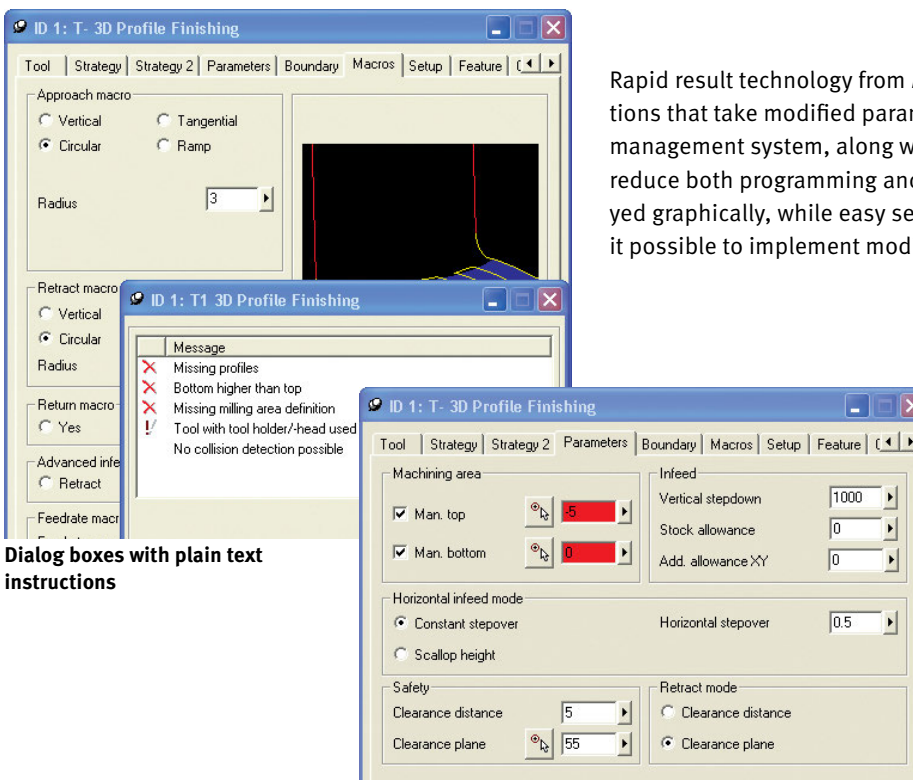 ID 1: T- 3D Profile Finishing
Tool Strategy Strategy 2 Parameters Boundary Macros Setup Feature
Approach macro
Vertical Tangential
Circular Ramp
Radius 3
Retract macro
Vertical
Circular
Radius
Return macro
Yes
Advanced infe
Retract
Feedrate macr
ID 1: T1 3D Profile Finishing
Message
Missing profiles
Bottom higher than top
Missing milling area definition
Tool with tool holder/-head used
No collision detection possible
Dialog boxes with plain text
instructions
ID 1: T- 3D Profile Finishing
Tool Strategy Strategy 2 Parameters Boundary Macros Setup Feature
Machining area
Man. top -5
Man. bottom 0
Infeed
Vertical stepdown 1000
Stock allowance 0
Add. allowance XY 0
Horizontal infeed mode
Constant stepover Horizontal stepover 0.5
Scallop height
Safety
Clearance distance 5
Clearance plane 55
Retract mode
Clearance distance
Clearance plane
Rapid result technology from
tions that take modified parar
management system, along w
reduce both programming and
yed graphically, while easy se
it possible to implement mod